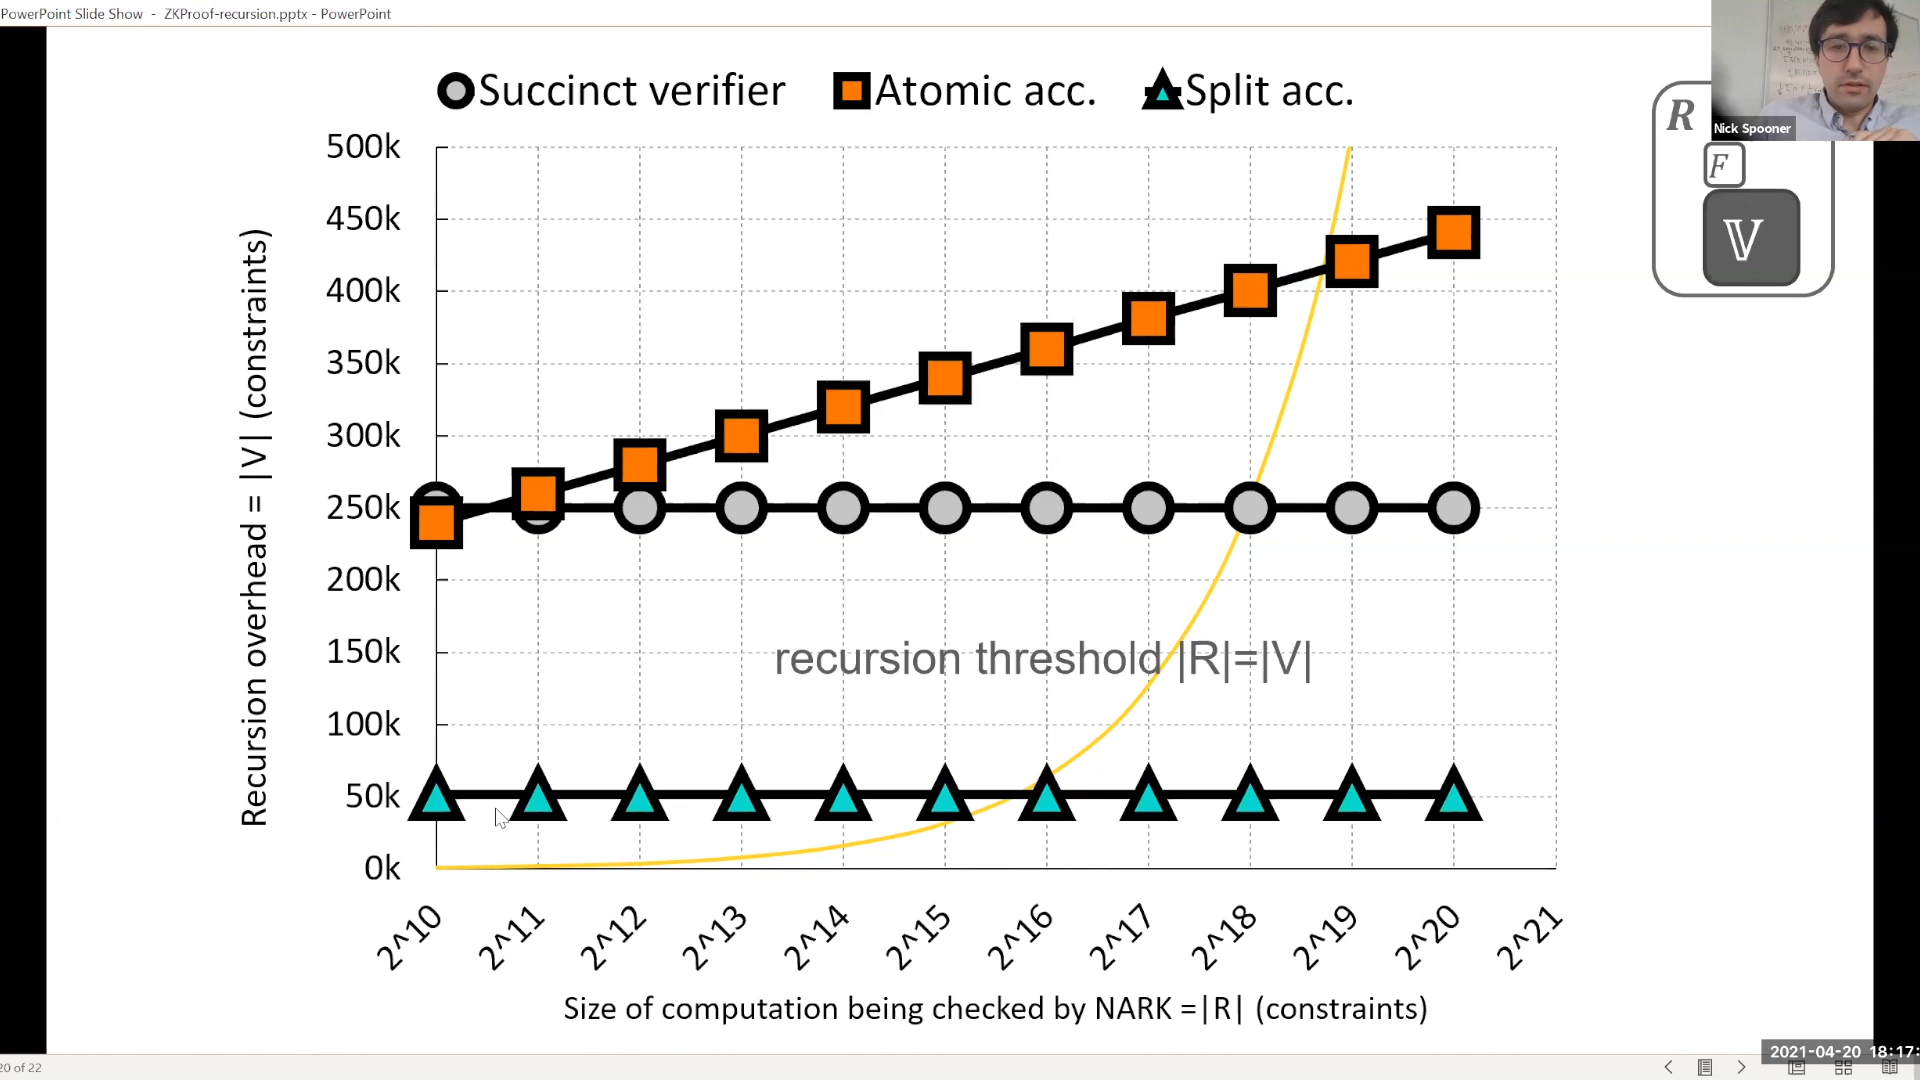 PowerPoint Slide Show - ZKProof-recursion.pptx - PowerPoint
Succinct verifier Atomic acc. Split acc.
R
Nick Spooner
F
𝕍
500k
450k
400k
350k
300k
250k
200k
150k
100k
50k
0k
Recursion overhead = |V| (constraints)
recursion threshold |R|=|V|
2^10 2^11 2^12 2^13 2^14 2^15 2^16 2^17 2^18 2^19 2^20 2^21
Size of computation being checked by NARK =|R| (constraints)
2021-04-20 18:17:
20 of 22